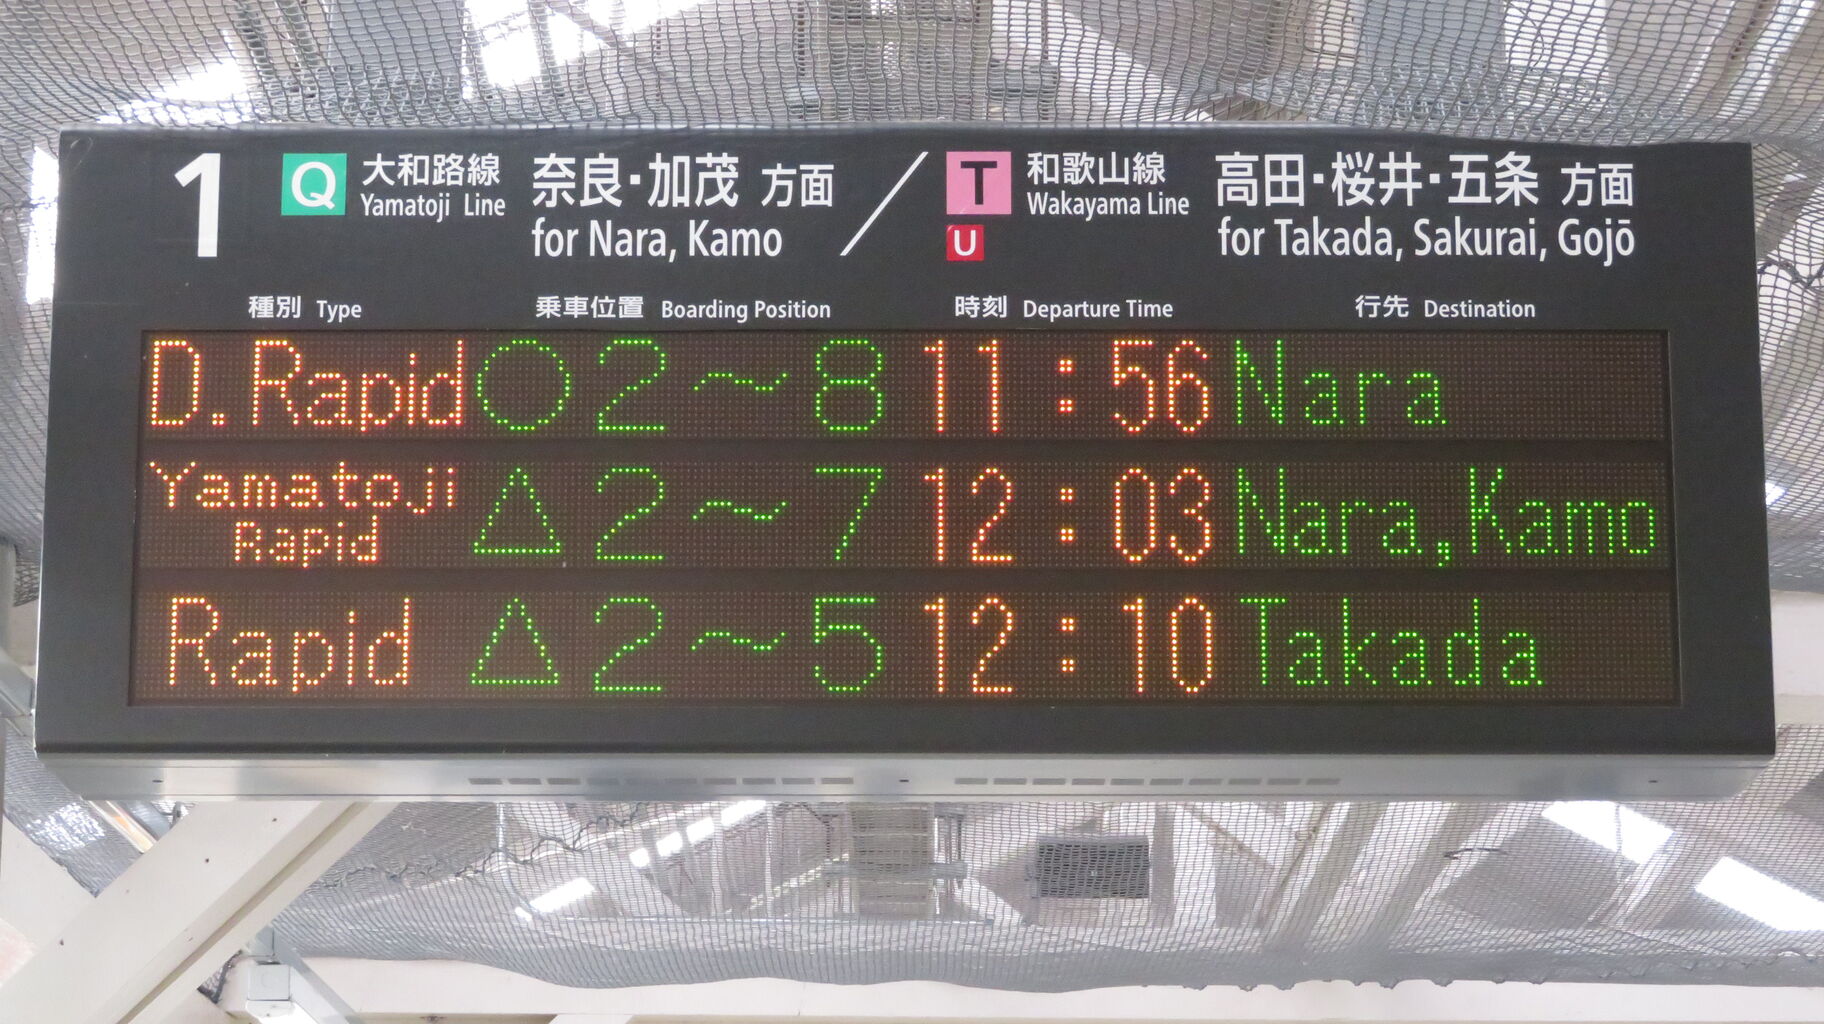 1 Q 大和路線 奈良・加茂 方面 / T 和歌山線 高田・桜井・五条 方面
Yamatoji Line for Nara, Kamo U Wakayama Line for Takada, Sakurai, Gojō
種別 Type 乗車位置 Boarding Position 時刻 Departure Time 行先 Destination
D.Rapid ○ 2～8 11:56 Nara
Yamatoji Rapid △ 2～7 12:03 Nara,Kamo
Rapid △ 2～5 12:10 Takada